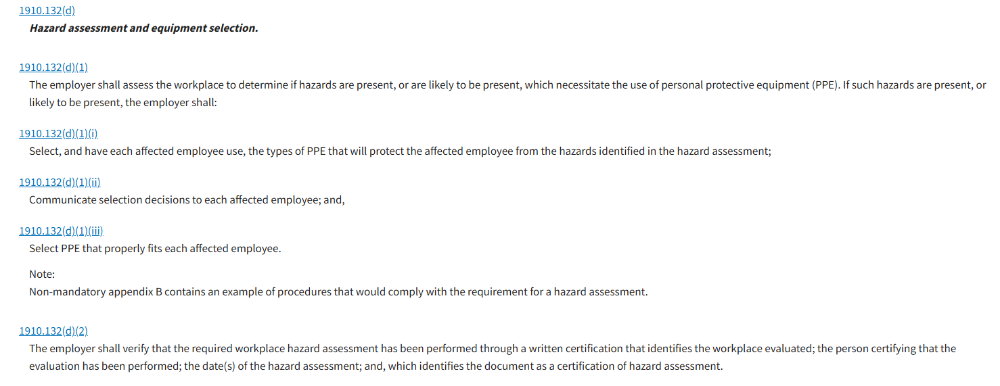 1910.132(d)
Hazard assessment and equipment selection.
1910.132(d)(1)
The employer shall assess the workplace to determine if hazards are present, or are likely to be present, which necessitate the use of personal protective equipment (PPE). If such hazards are present, or
likely to be present, the employer shall:
1910.132(d)(1)(i)
Select, and have each affected employee use, the types of PPE that will protect the affected employee from the hazards identified in the hazard assessment;
1910.132(d)(1)(ii)
Communicate selection decisions to each affected employee; and,
1910.132(d)(1)(iii)
Select PPE that properly fits each affected employee.
Note:
Non-mandatory appendix B contains an example of procedures that would comply with the requirement for a hazard assessment.
1910.132(d)(2)
The employer shall verify that the required workplace hazard assessment has been performed through a written certification that identifies the workplace evaluated; the person certifying that the
evaluation has been performed; the date(s) of the hazard assessment; and, which identifies the document as a certification of hazard assessment.